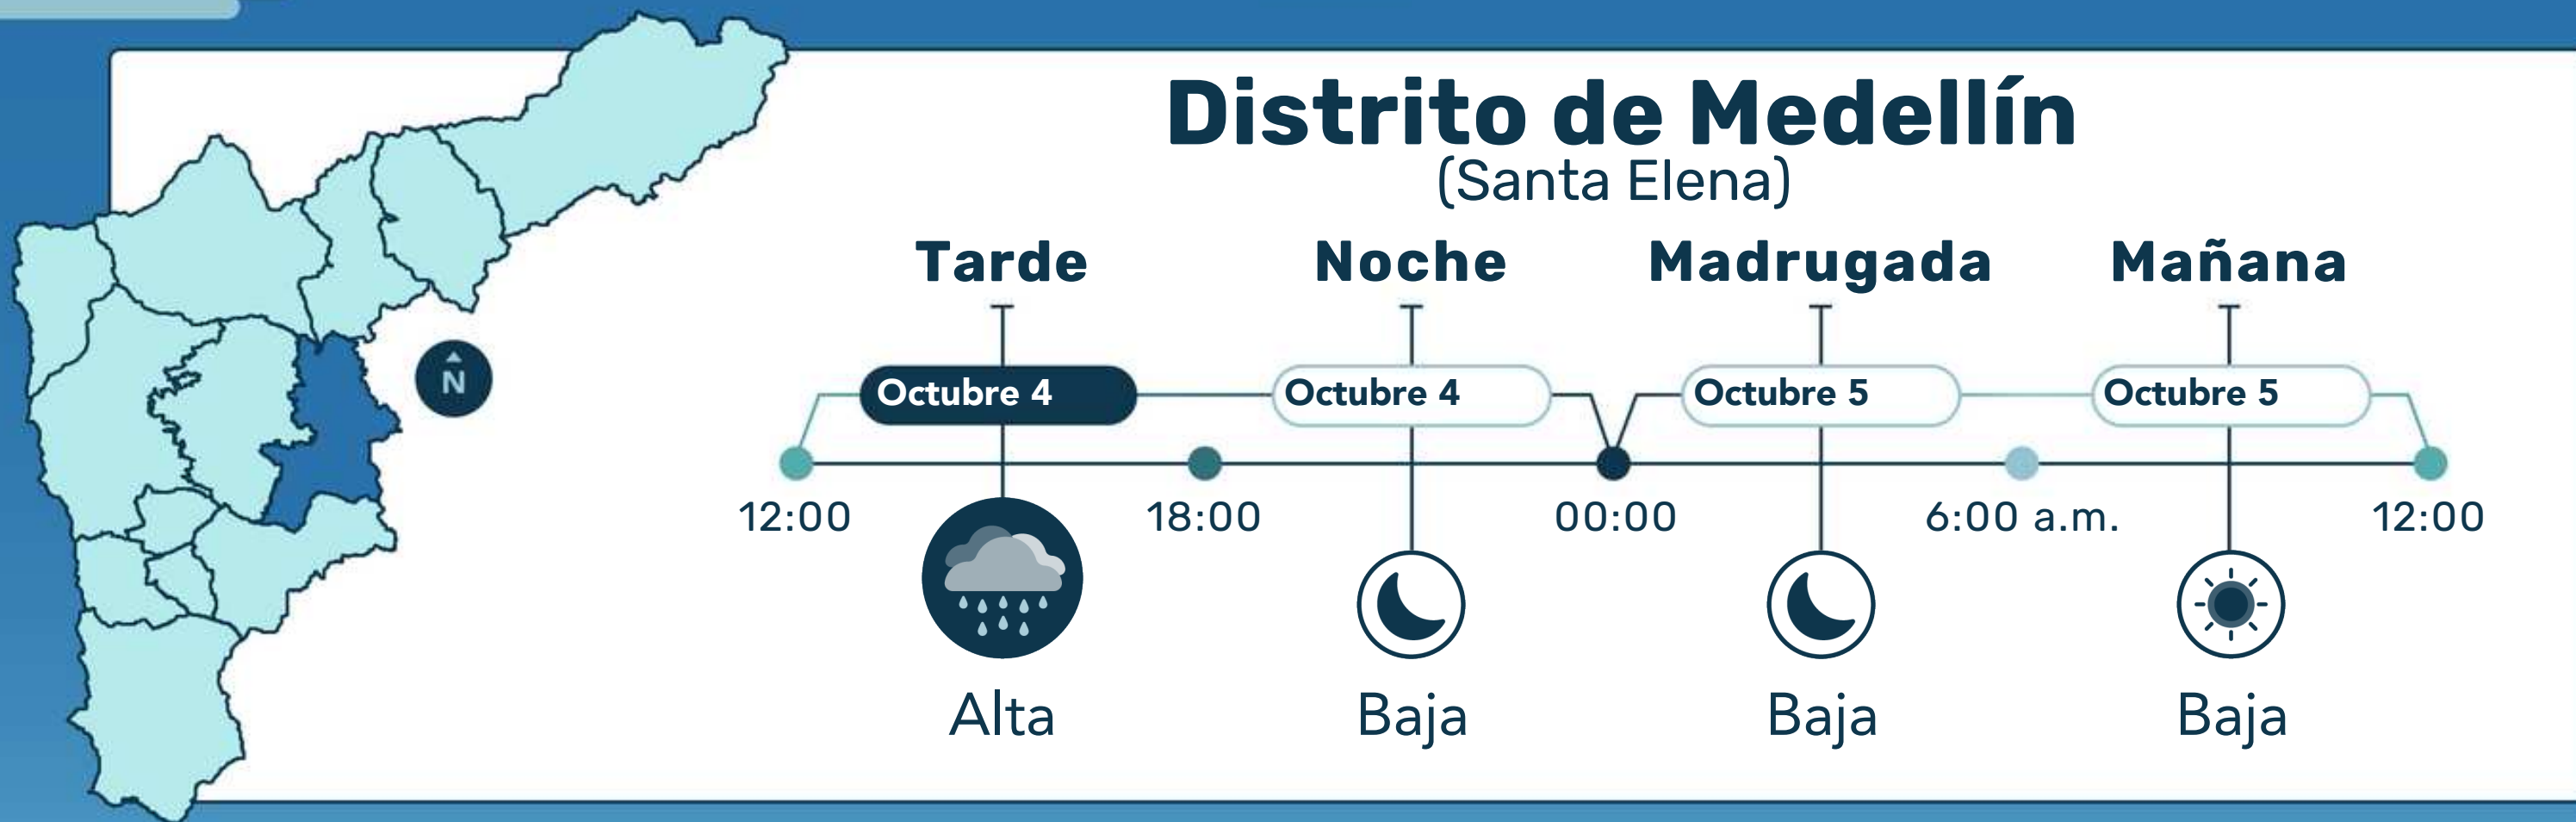 Distrito de Medellín
(Santa Elena)
Tarde Noche Madrugada Mañana
N
Octubre 4 Octubre 4 Octubre 5 Octubre 5
12:00 18:00 00:00 6:00 a.m. 12:00
Alta Baja Baja Baja